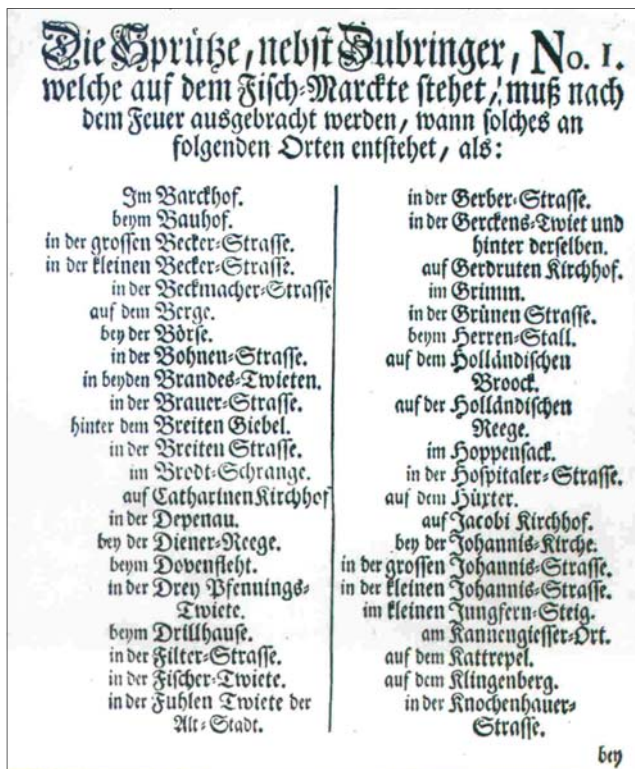 Die Sprütze, nebst Zubringer, No. 1.
welche auf dem Fisch-Marckte stehet, muß nach
dem Feuer ausgebracht werden, wann solches an
folgenden Orten entstehet, als:
Im Barckhof.
beym Bauhof.
in der grossen Becker-Strasse.
in der kleinen Becker-Strasse.
in der Beckmacher-Strasse
auf dem Berge.
bey der Börse.
in der Bohnen-Strasse.
in beyden Brandes-Twieten.
in der Brauer-Strasse.
hinter dem Breiten Giebel.
in der Breiten Strasse.
im Brodt-Schrange.
auf Catharinen Kirchhof
in der Depenau.
bey der Diener-Reege.
beym Dovenfleht.
in der Drey Pfennings-
Twiete.
beym Drillhause.
in der Filter-Strasse.
in der Fischer-Twiete.
in der Fuhlen Twiete der
Alt-Stadt.
in der Gerber-Strasse.
in der Gerckens-Twiet und
hinter derselben.
auf Gerdruten Kirchhof.
im Grimm.
in der Grünen Strasse.
beym Herren-Stall.
auf dem Holländischen
Broock.
auf der Holländischen
Reege.
im Hoppensack.
in der Hospitaler-Strasse.
auf dem Hüxter.
auf Jacobi Kirchhof.
bey der Johannis-Kirche.
in der grossen Johannis-Strasse.
in der kleinen Johannis-Strasse.
im kleinen Jungfern-Steig.
am Kannengiesser-Ort.
auf dem Kattrepel.
auf dem Klingenberg.
in der Knochenhauer-
Strasse.
bey